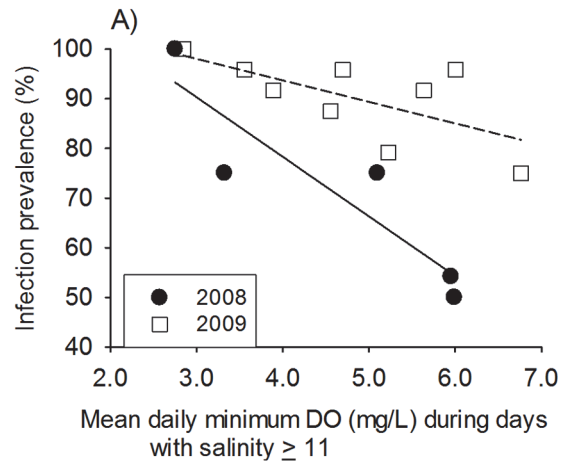 A)
Infection prevalence (%)
100
90
80
70
60
50
40
2008
2009
2.0 3.0 4.0 5.0 6.0 7.0
Mean daily minimum DO (mg/L) during days
with salinity ≥ 11